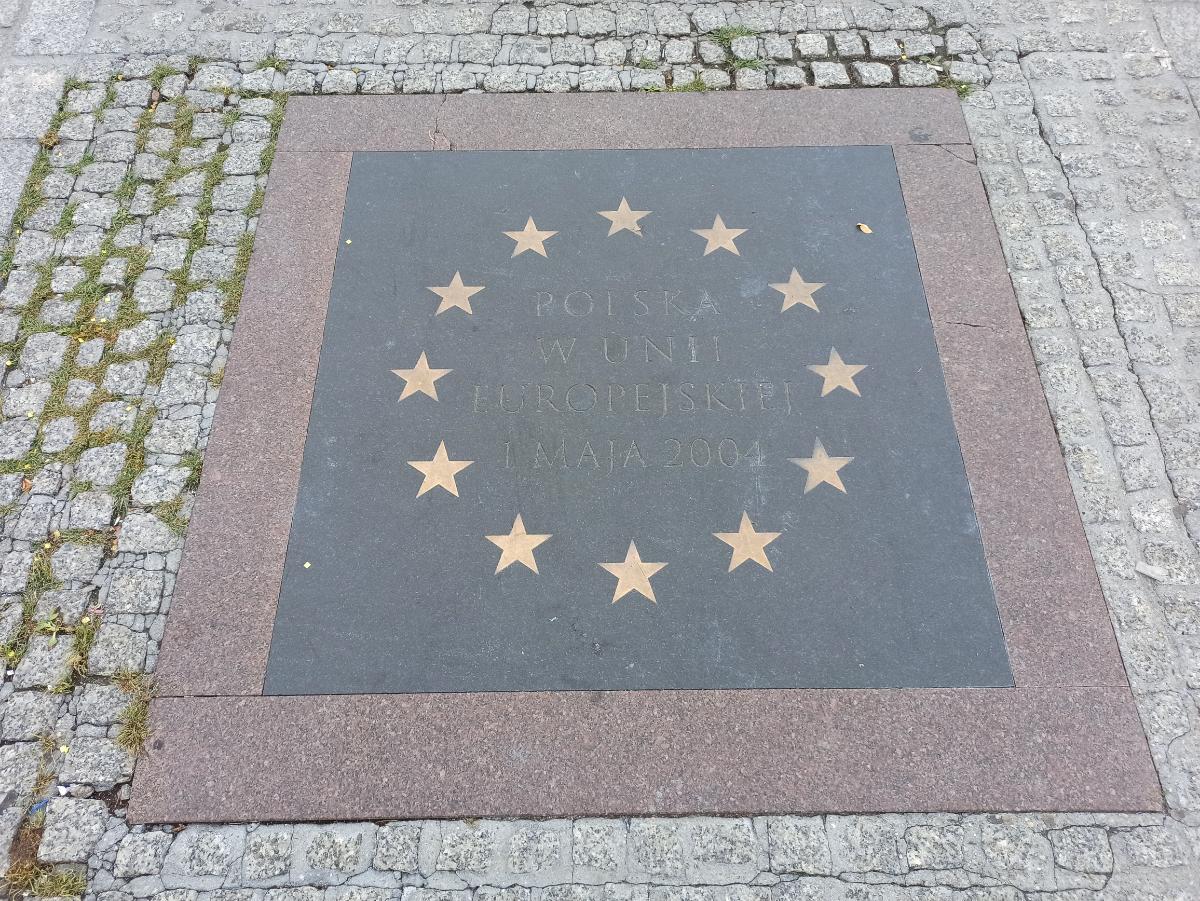 POLSKA
W UNII
EUROPEJSKIEJ
1 MAJA 2004